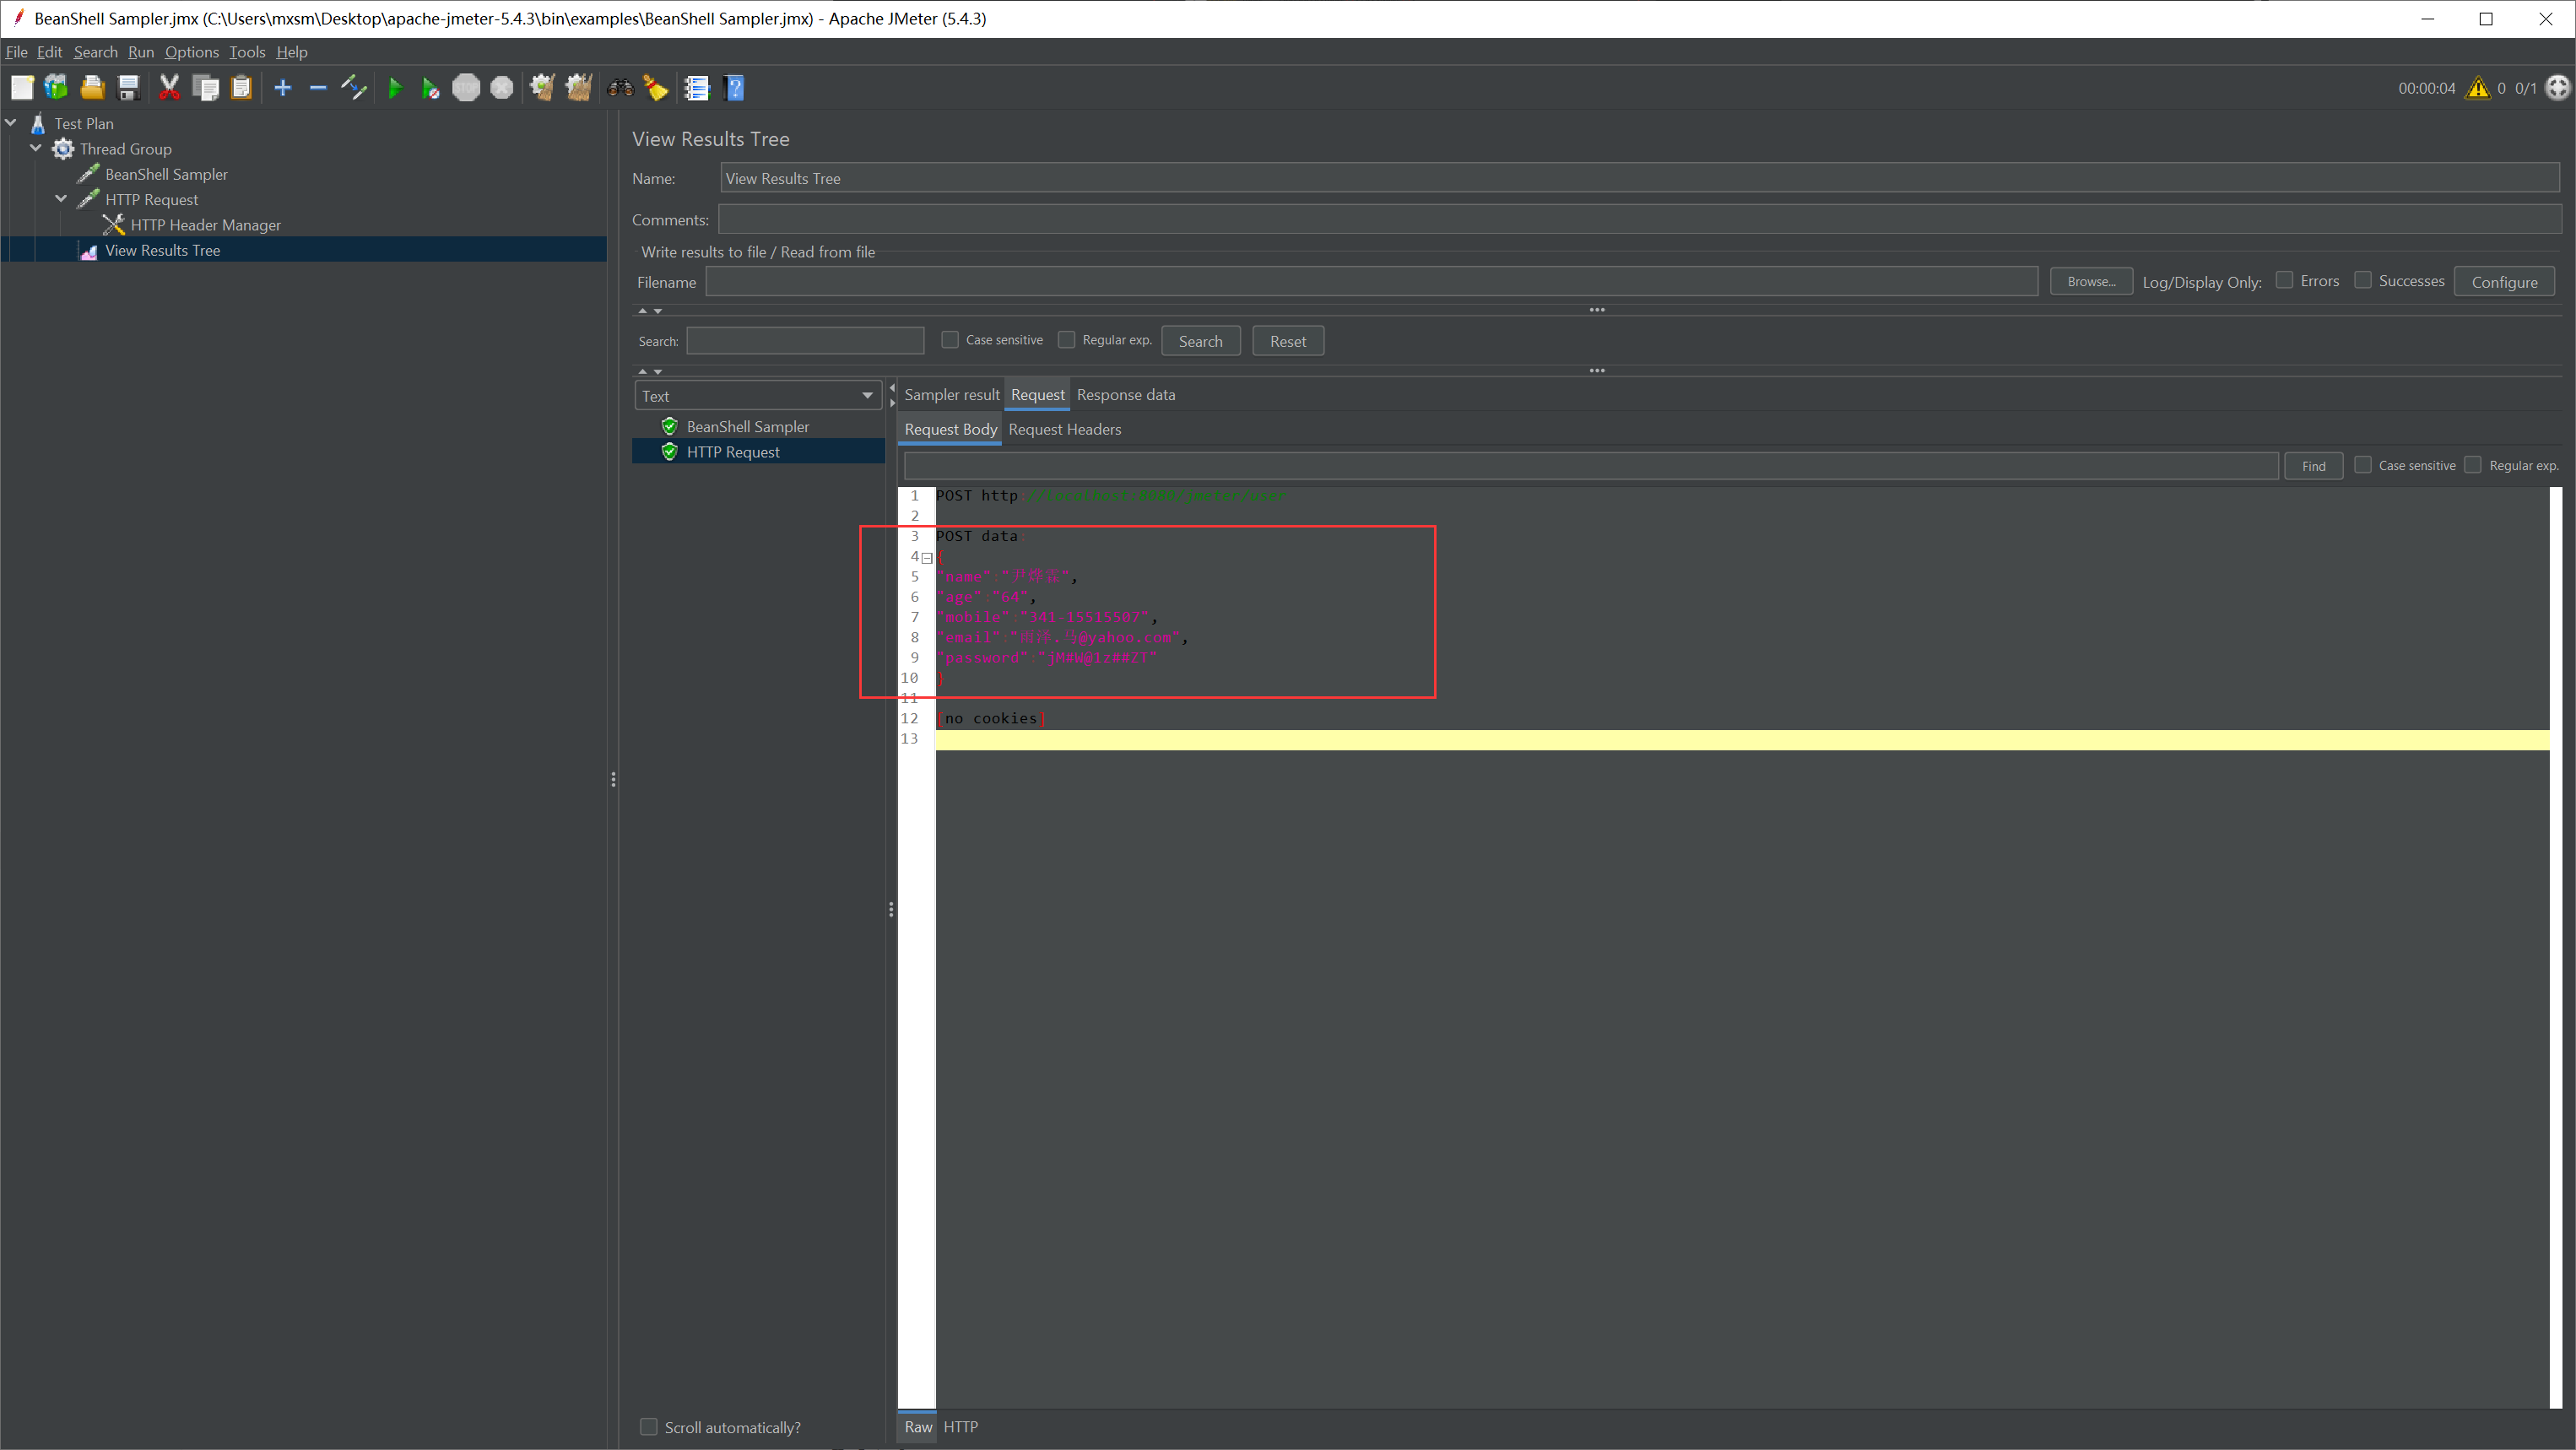 BeanShell Sampler.jmx (C:\Users\mxsm\Desktop\apache-jmeter-5.4.3\bin\examples\BeanShell Sampler.jmx) - Apache JMeter (5.4.3)
File Edit Search Run Options Tools Help
00:00:04 0 0/1
Test Plan
Thread Group
BeanShell Sampler
HTTP Request
HTTP Header Manager
View Results Tree
View Results Tree
Name: View Results Tree
Comments:
Write results to file / Read from file
Filename Browse... Log/Display Only: Errors Successes Configure
Search: Case sensitive Regular exp. Search Reset
Text
BeanShell Sampler
HTTP Request
Sampler result Request Response data
Request Body Request Headers
Find Case sensitive Regular exp.
1 POST http://localhost:8080/jmeter/user
2
3 POST data:
4 {
5 "name":"尹烨霖",
6 "age":"64",
7 "mobile":"341-15515507",
8 "email":"雨泽.马@yahoo.com",
9 "password":"jM#W@1z##ZT"
10 }
11
12 [no cookies]
13
Scroll automatically?
Raw HTTP